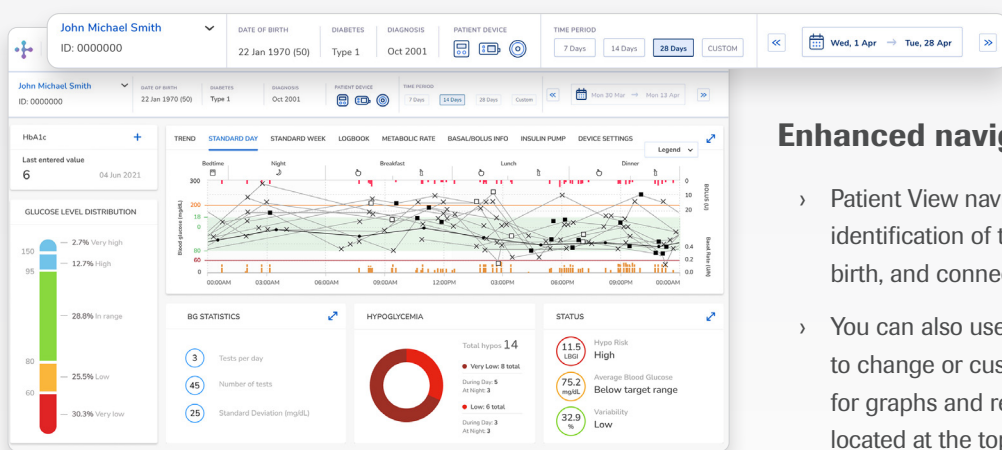 John Michael Smith
ID: 0000000
DATE OF BIRTH
22 Jan 1970 (50)
DIABETES
Type 1
DIAGNOSIS
Oct 2001
PATIENT DEVICE
TIME PERIOD
7 Days
14 Days
28 Days
CUSTOM
«
Wed, 1 Apr → Tue, 28 Apr
»
John Michael Smith
ID: 0000000
DATE OF BIRTH
22 Jan 1970 (50)
DIABETES
Type 1
DIAGNOSIS
Oct 2001
PATIENT DEVICE
TIME PERIOD
7 Days
14 Days
28 Days
Custom
«
Mon 30 Mar → Mon 13 Apr
»
HbA1c +
Last entered value
6 04 Jun 2021
GLUCOSE LEVEL DISTRIBUTION
150
95
80
60
2.7% Very high
12.7% High
28.8% In range
25.5% Low
30.3% Very low
TREND STANDARD DAY STANDARD WEEK LOGBOOK METABOLIC RATE BASAL/BOLUS INFO INSULIN PUMP DEVICE SETTINGS
Legend
Bedtime Night Breakfast Lunch Dinner
Blood glucose (mg/dL)
300
200
18
0
80
60
0
0
10
20
0.4
0.2
0.0
BOLUS (U)
Basal Rate (U/h)
00:00AM 03:00AM 06:00AM 09:00AM 12:00AM 03:00PM 06:00PM 09:00PM 00:00AM
BG STATISTICS
3 Tests per day
45 Number of tests
25 Standard Deviation (mg/dL)
HYPOGLYCEMIA
Total hypos 14
Very Low: 8 total
During Day: 5
At Night: 3
Low: 6 total
During Day: 3
At Night: 3
STATUS
11.5
LBGI
Hypo Risk
High
75.2
mg/dL
Average Blood Glucose
Below target range
32.9
%
Variability
Low
Enhanced navig
› Patient View nav
identification of t
birth, and connec
› You can also use
to change or cus
for graphs and re
located at the top